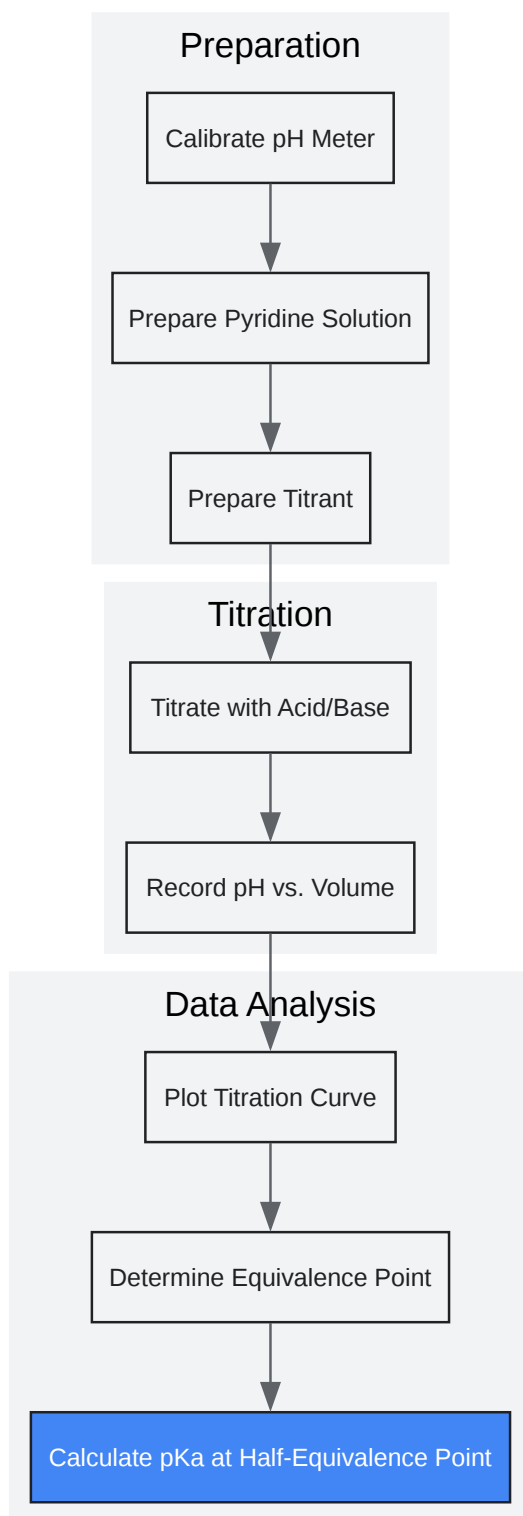 Preparation
Calibrate pH Meter
Prepare Pyridine Solution
Prepare Titrant
Titration
Titrate with Acid/Base
Record pH vs. Volume
Data Analysis
Plot Titration Curve
Determine Equivalence Point
Calculate pKa at Half-Equivalence Point